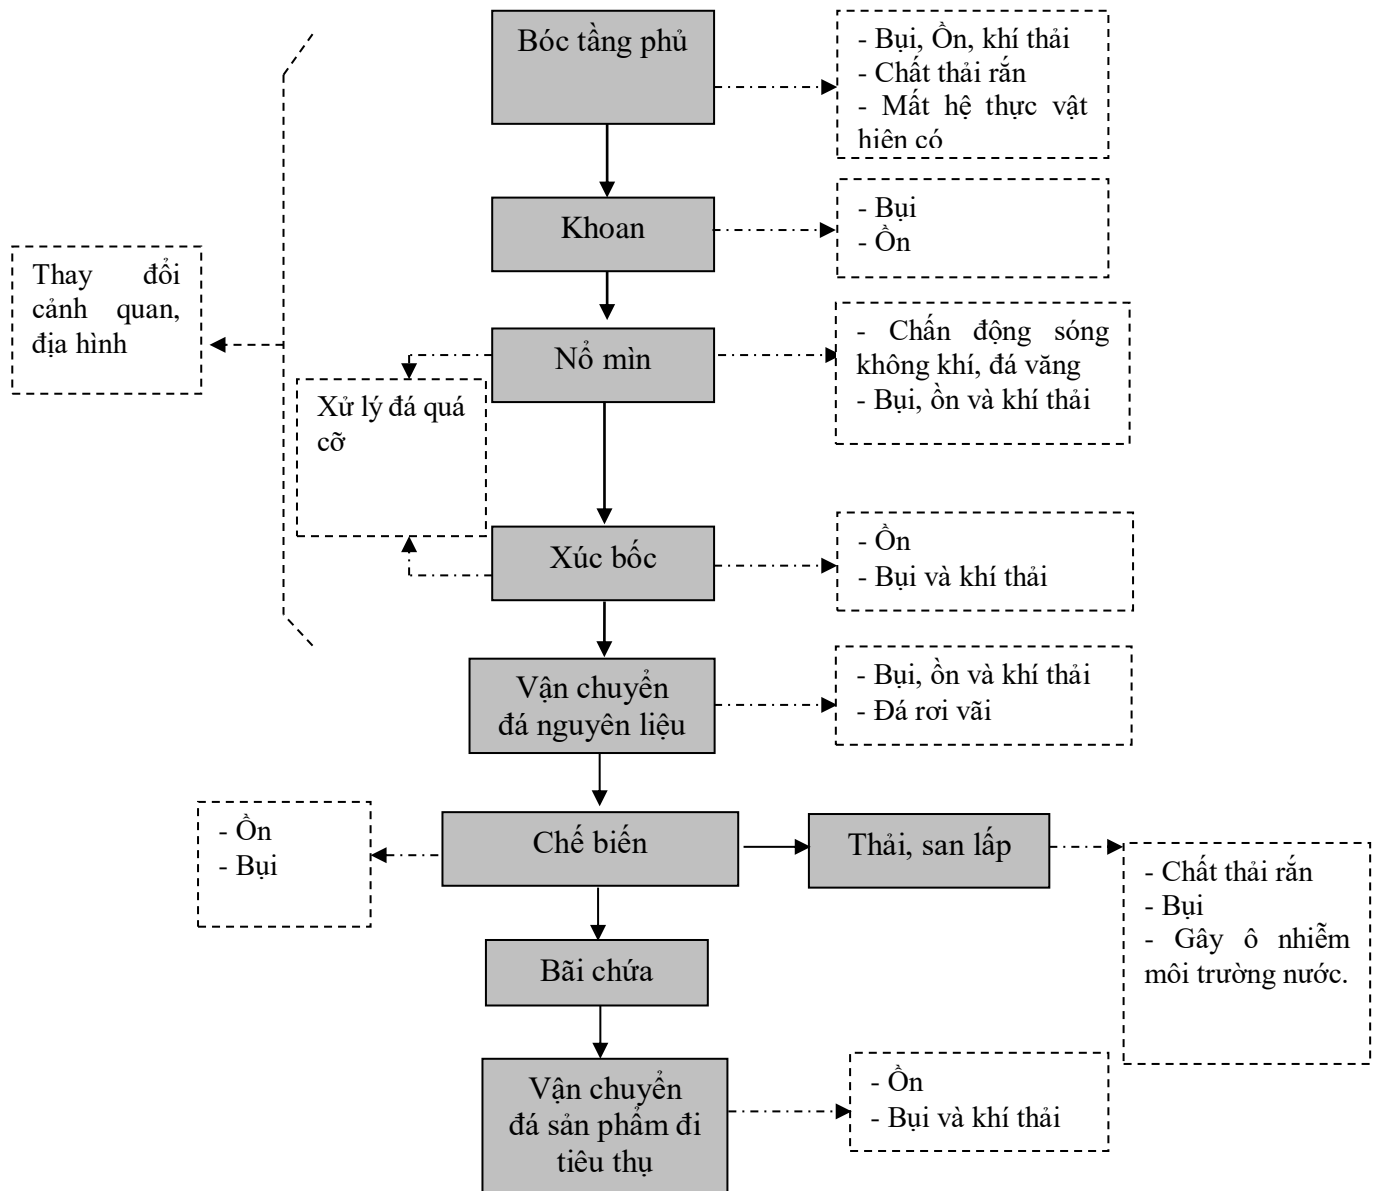 Bóc tầng phủ
- Bụi, Ồn, khí thải
- Chất thải rắn
- Mất hệ thực vật
hiện có
Khoan
- Bụi
- Ồn
Thay đổi
cảnh quan,
địa hình
Nổ mìn
- Chấn động sóng
không khí, đá văng
- Bụi, ồn và khí thải
Xử lý đá quá
cỡ
Xúc bốc
- Ồn
- Bụi và khí thải
Vận chuyển
đá nguyên liệu
- Bụi, ồn và khí thải
- Đá rơi vãi
- Ồn
- Bụi
Chế biến
Thải, san lấp
- Chất thải rắn
- Bụi
- Gây ô nhiễm
môi trường nước.
Bãi chứa
Vận chuyển
đá sản phẩm đi
tiêu thụ
- Ồn
- Bụi và khí thải